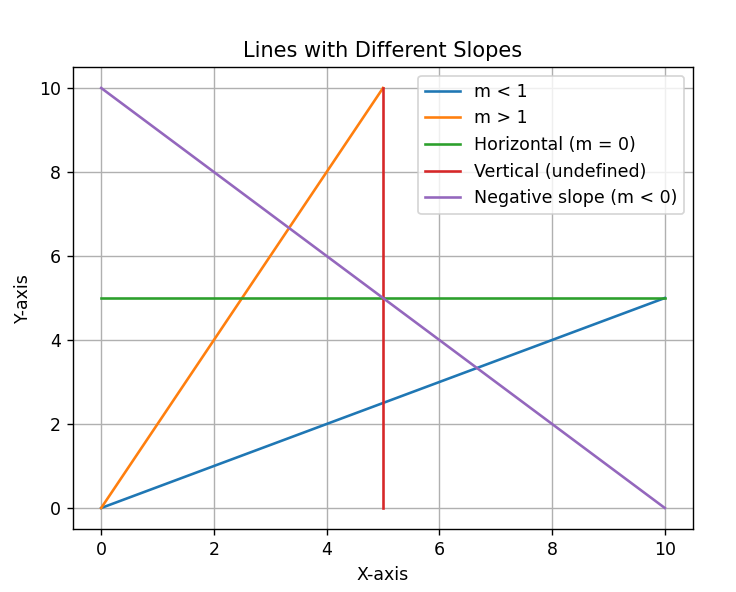 Lines with Different Slopes
m < 1
m > 1
Horizontal (m = 0)
Vertical (undefined)
Negative slope (m < 0)
10
8
6
4
2
0
Y-axis
0 2 4 6 8 10
X-axis